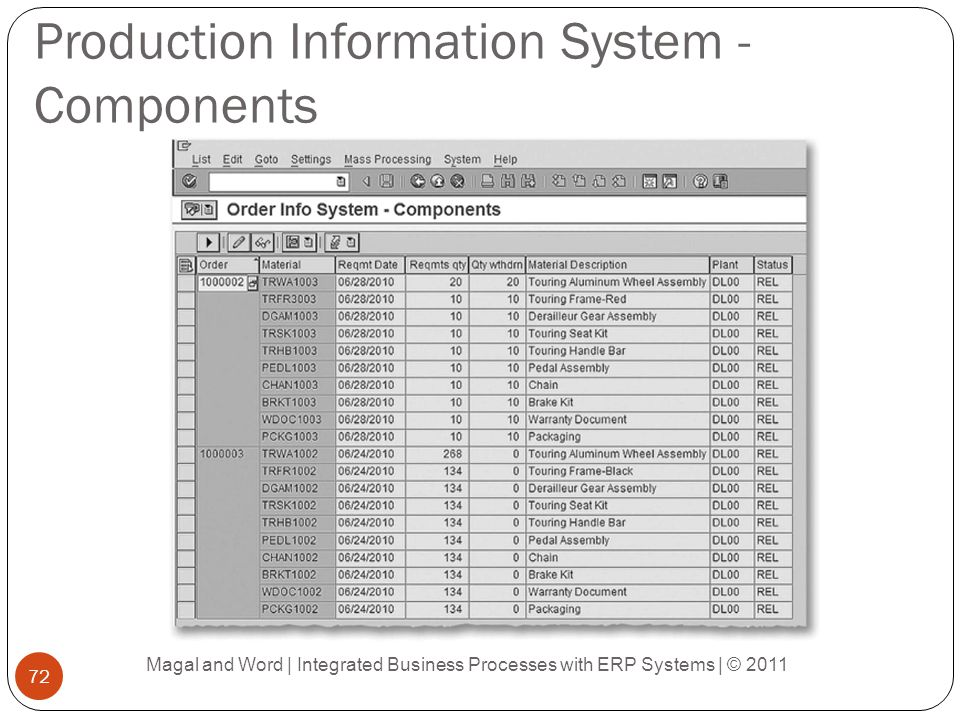 Production Information System -
Components
List Edit Goto Settings Mass Processing System Help
Order Info System - Components
Order Material Reqmt Date Reqmts qty Qty wthdrn Material Description Plant Status
1000002 TRWA1003 06/28/2010 20 20 Touring Aluminum Wheel Assembly DL00 REL
TRFR3003 06/28/2010 10 10 Touring Frame-Red DL00 REL
DGAM1003 06/28/2010 10 10 Derailleur Gear Assembly DL00 REL
TRSK1003 06/28/2010 10 10 Touring Seat Kit DL00 REL
TRHB1003 06/28/2010 10 10 Touring Handle Bar DL00 REL
PEDL1003 06/28/2010 10 10 Pedal Assembly DL00 REL
CHAN1003 06/28/2010 10 10 Chain DL00 REL
BRKT1003 06/28/2010 10 10 Brake Kit DL00 REL
WDOC1003 06/28/2010 10 10 Warranty Document DL00 REL
PCKG1003 06/28/2010 10 10 Packaging DL00 REL
1000003 TRWA1002 06/24/2010 268 0 Touring Aluminum Wheel Assembly DL00 REL
TRFR1002 06/24/2010 134 0 Touring Frame-Black DL00 REL
DGAM1002 06/24/2010 134 0 Derailleur Gear Assembly DL00 REL
TRSK1002 06/24/2010 134 0 Touring Seat Kit DL00 REL
TRHB1002 06/24/2010 134 0 Touring Handle Bar DL00 REL
PEDL1002 06/24/2010 134 0 Pedal Assembly DL00 REL
CHAN1002 06/24/2010 134 0 Chain DL00 REL
BRKT1002 06/24/2010 134 0 Brake Kit DL00 REL
WDOC1002 06/24/2010 134 0 Warranty Document DL00 REL
PCKG1002 06/24/2010 134 0 Packaging DL00 REL
Magal and Word | Integrated Business Processes with ERP Systems | © 2011
72